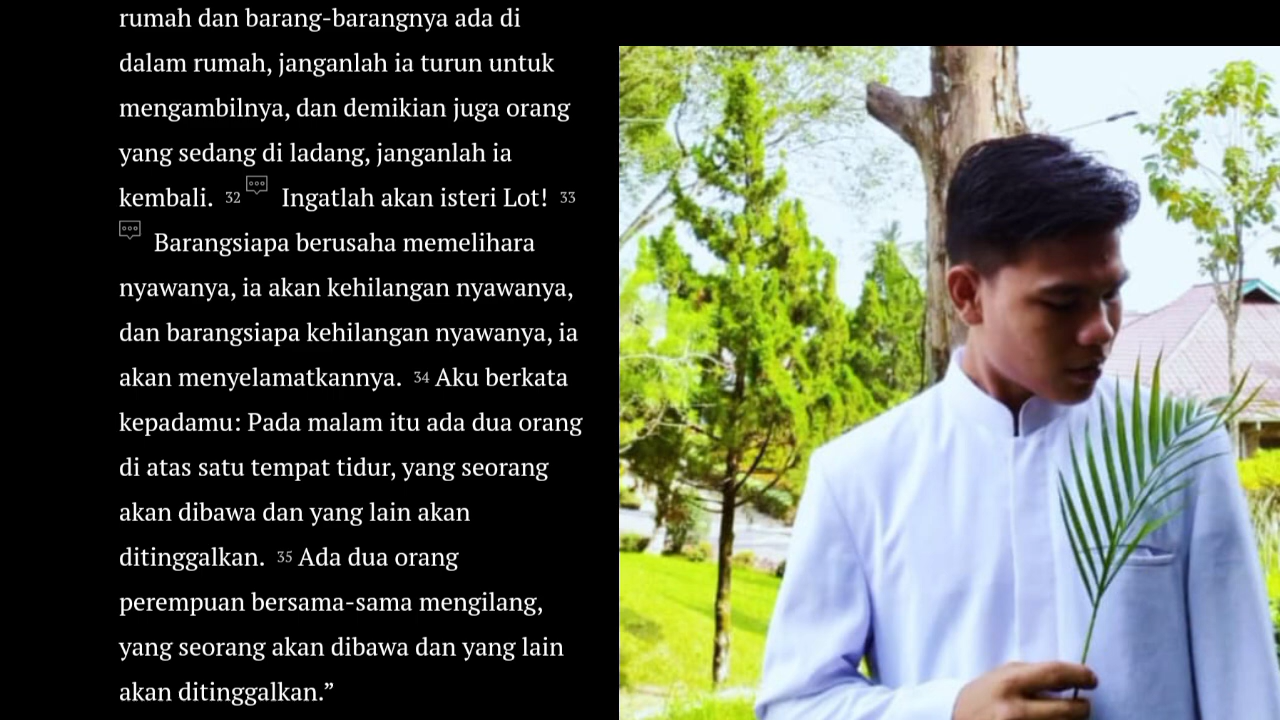 rumah dan barang-barangnya ada di
dalam rumah, janganlah ia turun untuk
mengambilnya, dan demikian juga orang
yang sedang di ladang, janganlah ia
kembali. 32 Ingatlah akan isteri Lot! 33
Barangsiapa berusaha memelihara
nyawanya, ia akan kehilangan nyawanya,
dan barangsiapa kehilangan nyawanya, ia
akan menyelamatkannya. 34 Aku berkata
kepadamu: Pada malam itu ada dua orang
di atas satu tempat tidur, yang seorang
akan dibawa dan yang lain akan
ditinggalkan. 35 Ada dua orang
perempuan bersama-sama mengilang,
yang seorang akan dibawa dan yang lain
akan ditinggalkan.”